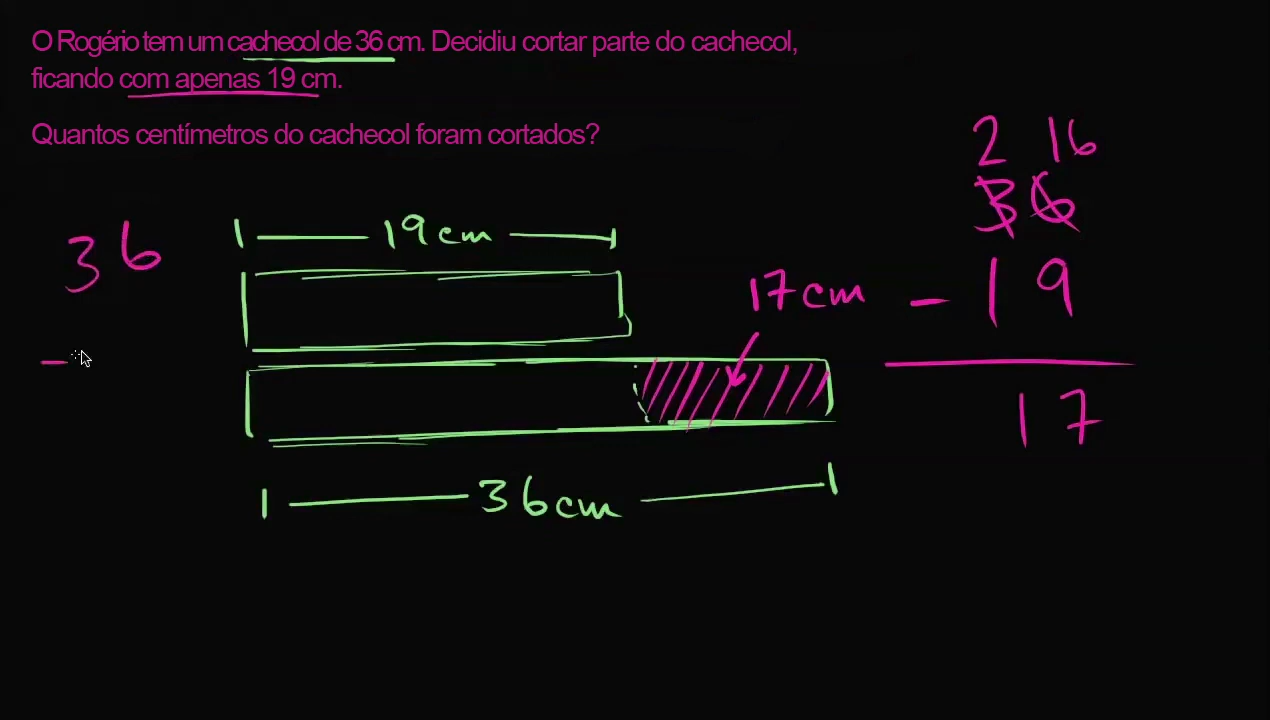 O Rogério tem um cachecol de 36 cm. Decidiu cortar parte do cachecol,
ficando com apenas 19 cm.
Quantos centímetros do cachecol foram cortados?
36
-
19cm
17cm
36cm
2 16
36
- 19
17